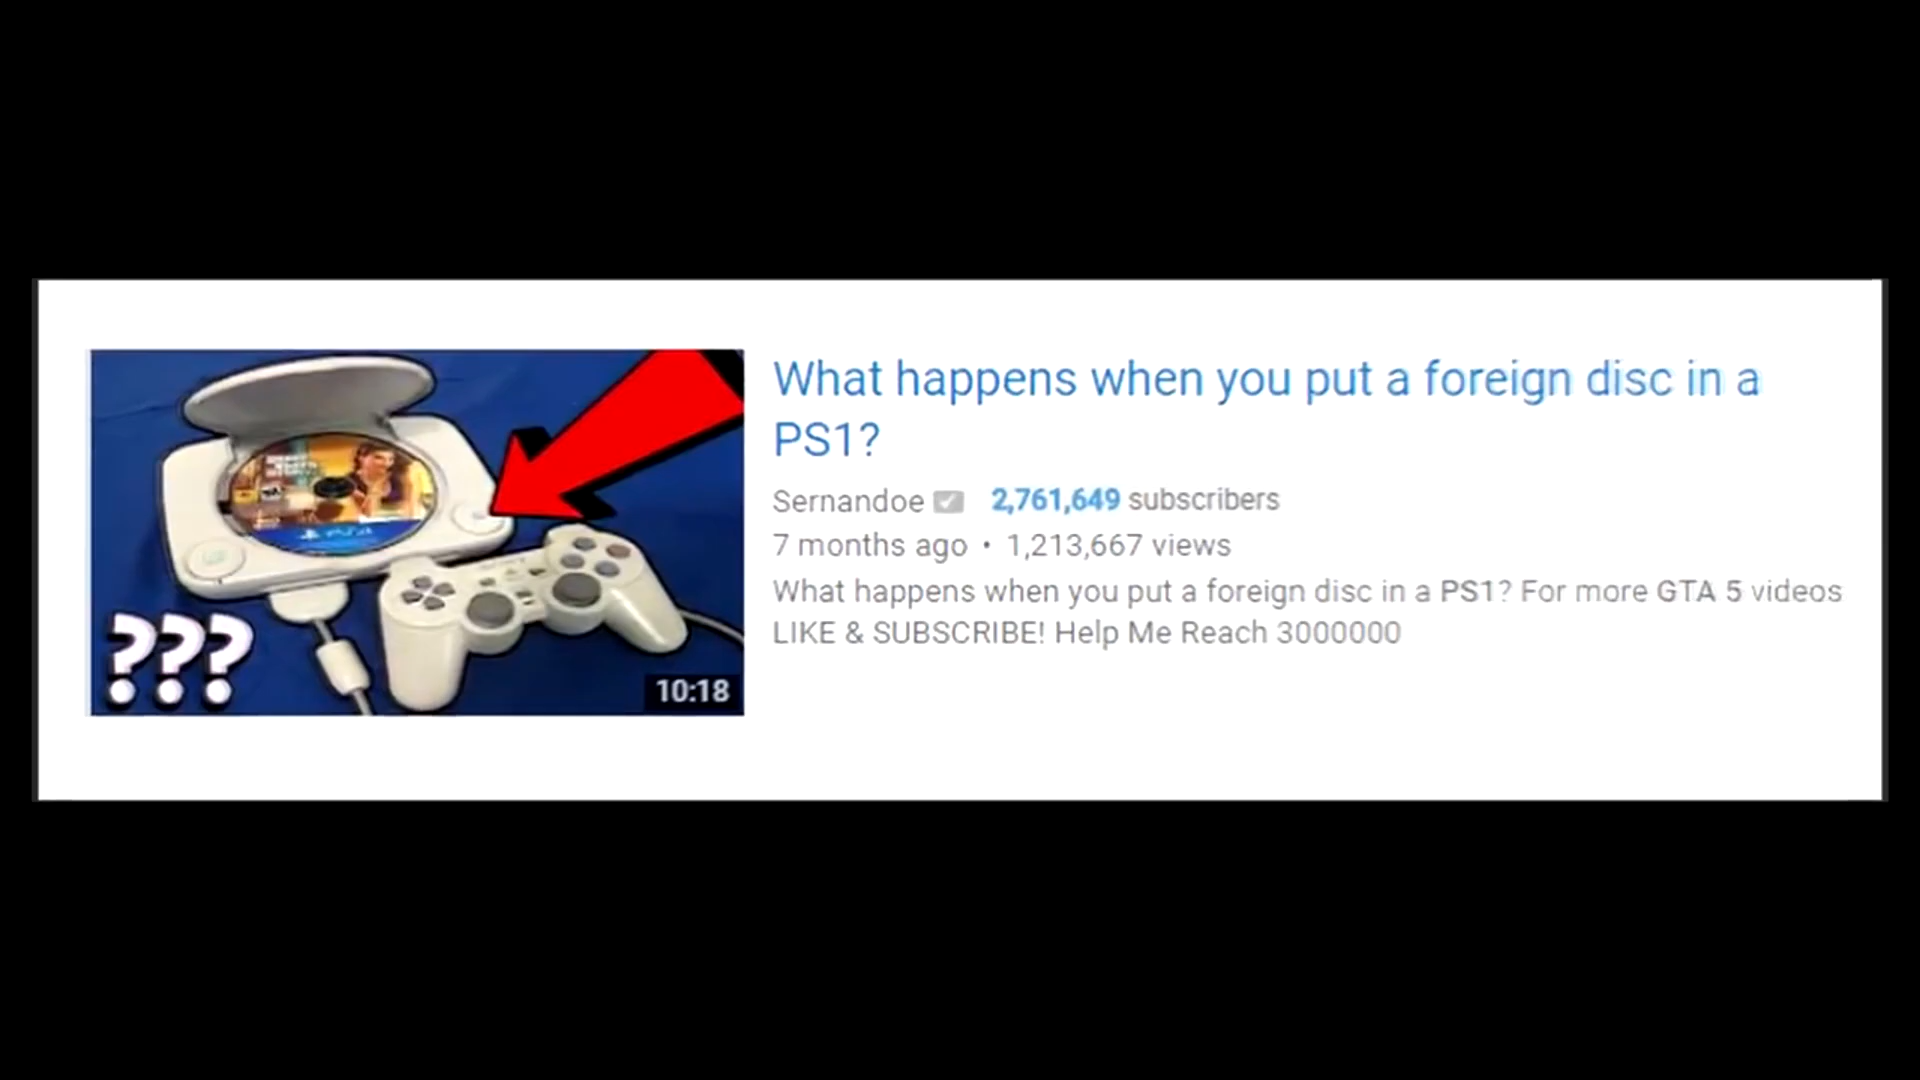 What happens when you put a foreign disc in a
PS1?
Sernandoe 2,761,649 subscribers
7 months ago • 1,213,667 views
What happens when you put a foreign disc in a PS1? For more GTA 5 videos
LIKE & SUBSCRIBE! Help Me Reach 3000000
PS4
???
10:18